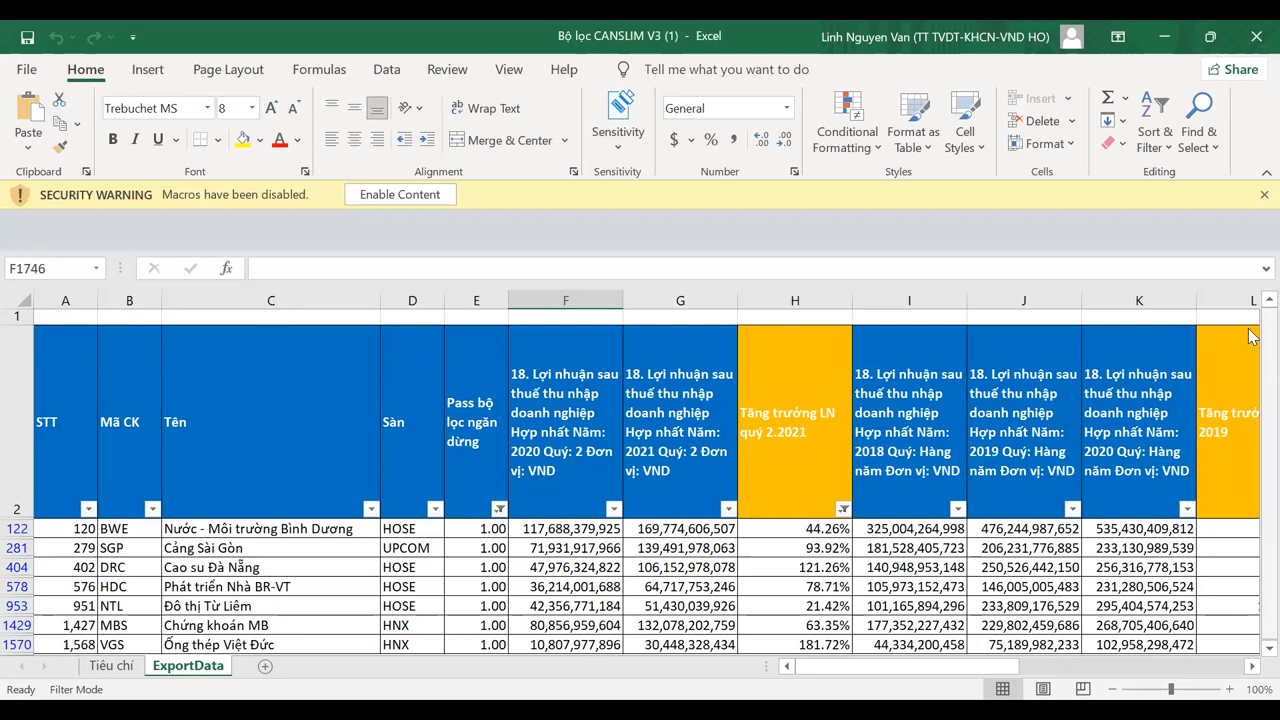 Bộ lọc CANSLIM V3 (1) - Excel
Linh Nguyen Van (TT TVDT-KHCN-VND HO)
File Home Insert Page Layout Formulas Data Review View Help Tell me what you want to do Share
Paste
Clipboard
Trebuchet MS 8
B I U
Font
Wrap Text
Merge & Center
Alignment
Sensitivity
Sensitivity
General
$ % ,
Number
Conditional Formatting
Format as Table
Cell Styles
Styles
Insert
Delete
Format
Cells
Sort & Filter
Find & Select
Editing
SECURITY WARNING Macros have been disabled. Enable Content
F1746 fx
A B C D E F G H I J K L
1
STT
Mã CK
Tên
Sàn
Pass bộ
lọc ngăn
dừng
18. Lợi nhuận sau
thuế thu nhập
doanh nghiệp
Hợp nhất Năm:
2020 Quý: 2 Đơn
vị: VND
18. Lợi nhuận sau
thuế thu nhập
doanh nghiệp
Hợp nhất Năm:
2021 Quý: 2 Đơn
vị: VND
Tăng trưởng LN
quý 2.2021
18. Lợi nhuận sau
thuế thu nhập
doanh nghiệp
Hợp nhất Năm:
2018 Quý: Hàng
năm Đơn vị: VND
18. Lợi nhuận sau
thuế thu nhập
doanh nghiệp
Hợp nhất Năm:
2019 Quý: Hàng
năm Đơn vị: VND
18. Lợi nhuận sau
thuế thu nhập
doanh nghiệp
Hợp nhất Năm:
2020 Quý: Hàng
năm Đơn vị: VND
Tăng trư
2019
2
122 120 BWE Nước - Môi trường Bình Dương HOSE 1.00 117,688,379,925 169,774,606,507 44.26% 325,004,264,998 476,244,987,652 535,430,409,812
281 279 SGP Cảng Sài Gòn UPCOM 1.00 71,931,917,966 139,491,978,063 93.92% 181,528,405,723 206,231,776,885 233,130,989,539
404 402 DRC Cao su Đà Nẵng HOSE 1.00 47,976,324,822 106,152,978,078 121.26% 140,948,953,148 250,526,442,150 256,316,778,153
578 576 HDC Phát triển Nhà BR-VT HOSE 1.00 36,214,001,688 64,717,753,246 78.71% 105,973,152,473 146,005,005,483 231,280,506,524
953 951 NTL Đô thị Từ Liêm HOSE 1.00 42,356,771,384 51,430,039,926 21.42% 101,165,894,296 233,809,176,529 295,404,574,253
1429 1,427 MBS Chứng khoán MB HNX 1.00 80,856,959,604 132,078,202,759 63.35% 177,352,227,432 229,802,459,686 268,705,406,640
1570 1,568 VGS Ống thép Việt Đức HNX 1.00 10,807,977,896 30,448,328,434 181.72% 44,334,200,458 75,189,982,233 102,958,298,472
Tiêu chí ExportData
Ready Filter Mode 100%